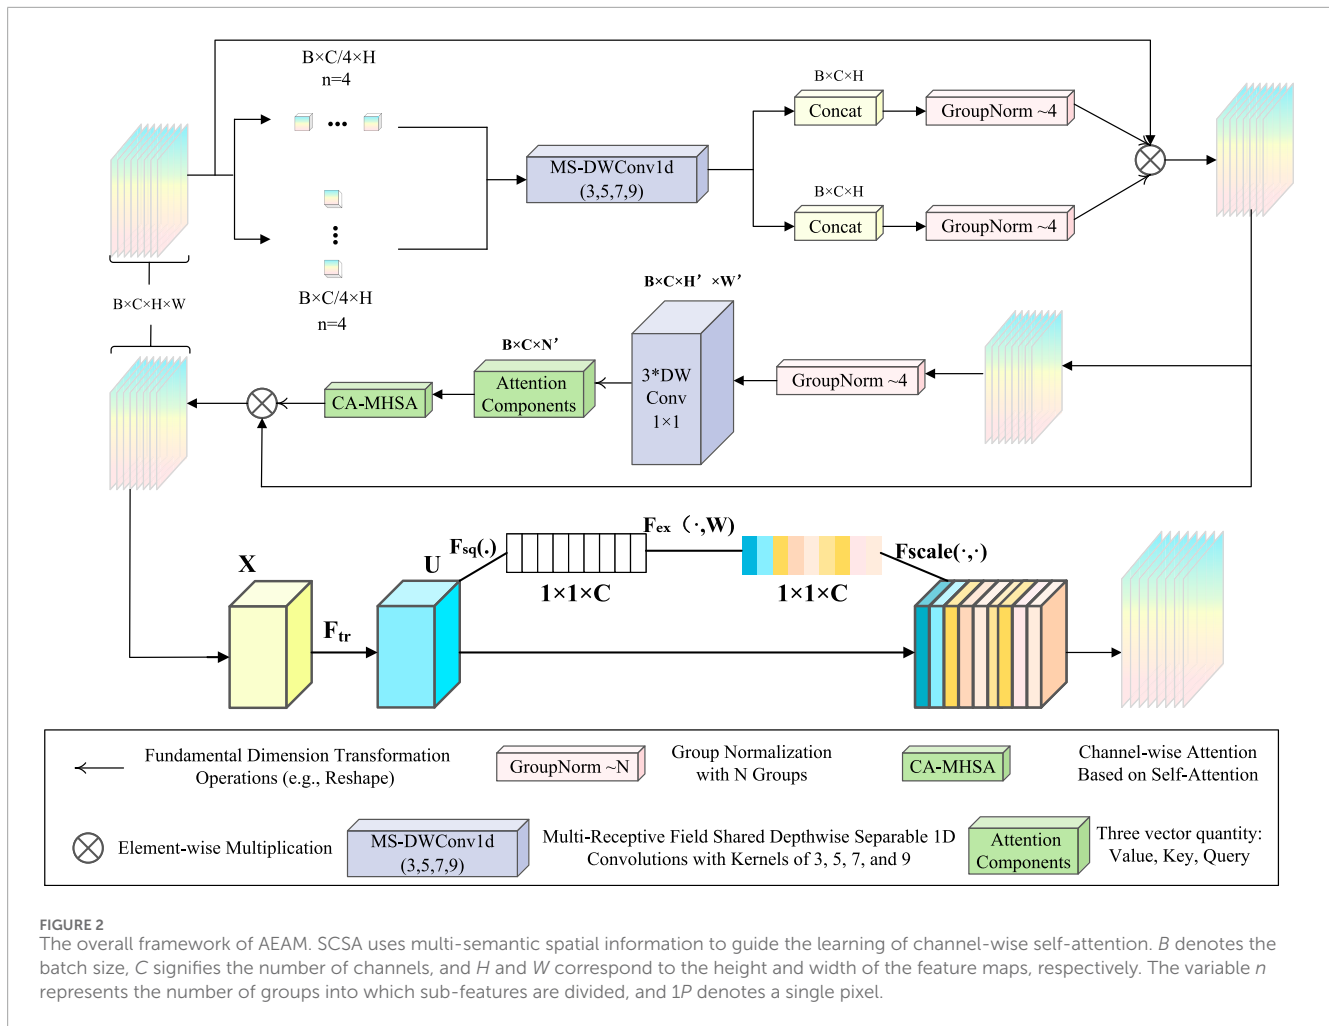 B×C/4×H
n=4
B×C×H
Concat
GroupNorm ~4
MS-DWConv1d
(3,5,7,9)
B×C×H
Concat
GroupNorm ~4
B×C/4×H
n=4
B×C×H×W
B×C×H’ ×W’
B×C×N’
3*DW
Conv
1×1
GroupNorm ~4
Attention
Components
CA-MHSA
X
U
Fsq(.)
Fex（·,W)
Fscale(·,·)
1×1×C
1×1×C
Ftr
Fundamental Dimension Transformation
Operations (e.g., Reshape)
GroupNorm ~N
Group Normalization
with N Groups
CA-MHSA
Channel-wise Attention
Based on Self-Attention
Element-wise Multiplication
MS-DWConv1d
(3,5,7,9)
Multi-Receptive Field Shared Depthwise Separable 1D
Convolutions with Kernels of 3, 5, 7, and 9
Attention
Components
Three vector quantity:
Value, Key, Query
FIGURE 2
The overall framework of AEAM. SCSA uses multi-semantic spatial information to guide the learning of channel-wise self-attention. B denotes the
batch size, C signifies the number of channels, and H and W correspond to the height and width of the feature maps, respectively. The variable n
represents the number of groups into which sub-features are divided, and 1P denotes a single pixel.